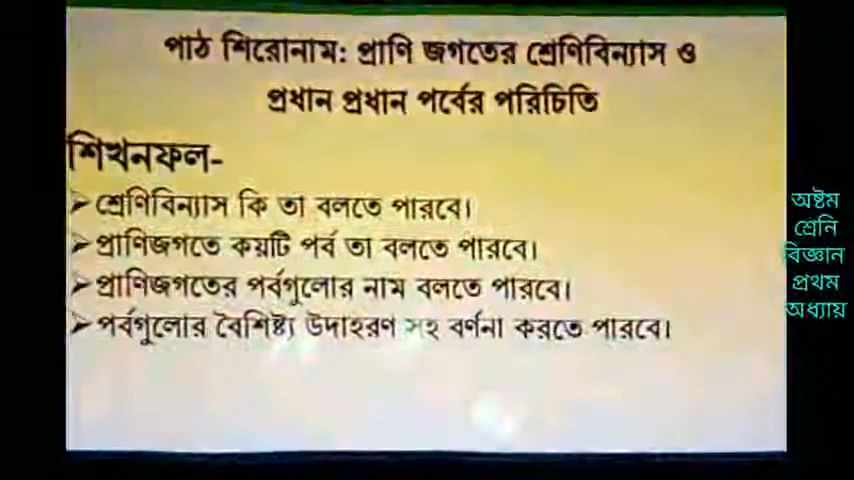 পাঠ শিরোনাম: প্রাণি জগতের শ্রেণিবিন্যাস ও
প্রধান প্রধান পর্বের পরিচিতি
শিখনফল-
➢ শ্রেণিবিন্যাস কি তা বলতে পারবে।
➢ প্রাণিজগতে কয়টি পর্ব তা বলতে পারবে।
➢ প্রাণিজগতের পর্বগুলোর নাম বলতে পারবে।
➢ পর্বগুলোর বৈশিষ্ট্য উদাহরণ সহ বর্ণনা করতে পারবে।
অষ্টম
শ্রেনি
বিজ্ঞান
প্রথম
অধ্যায়